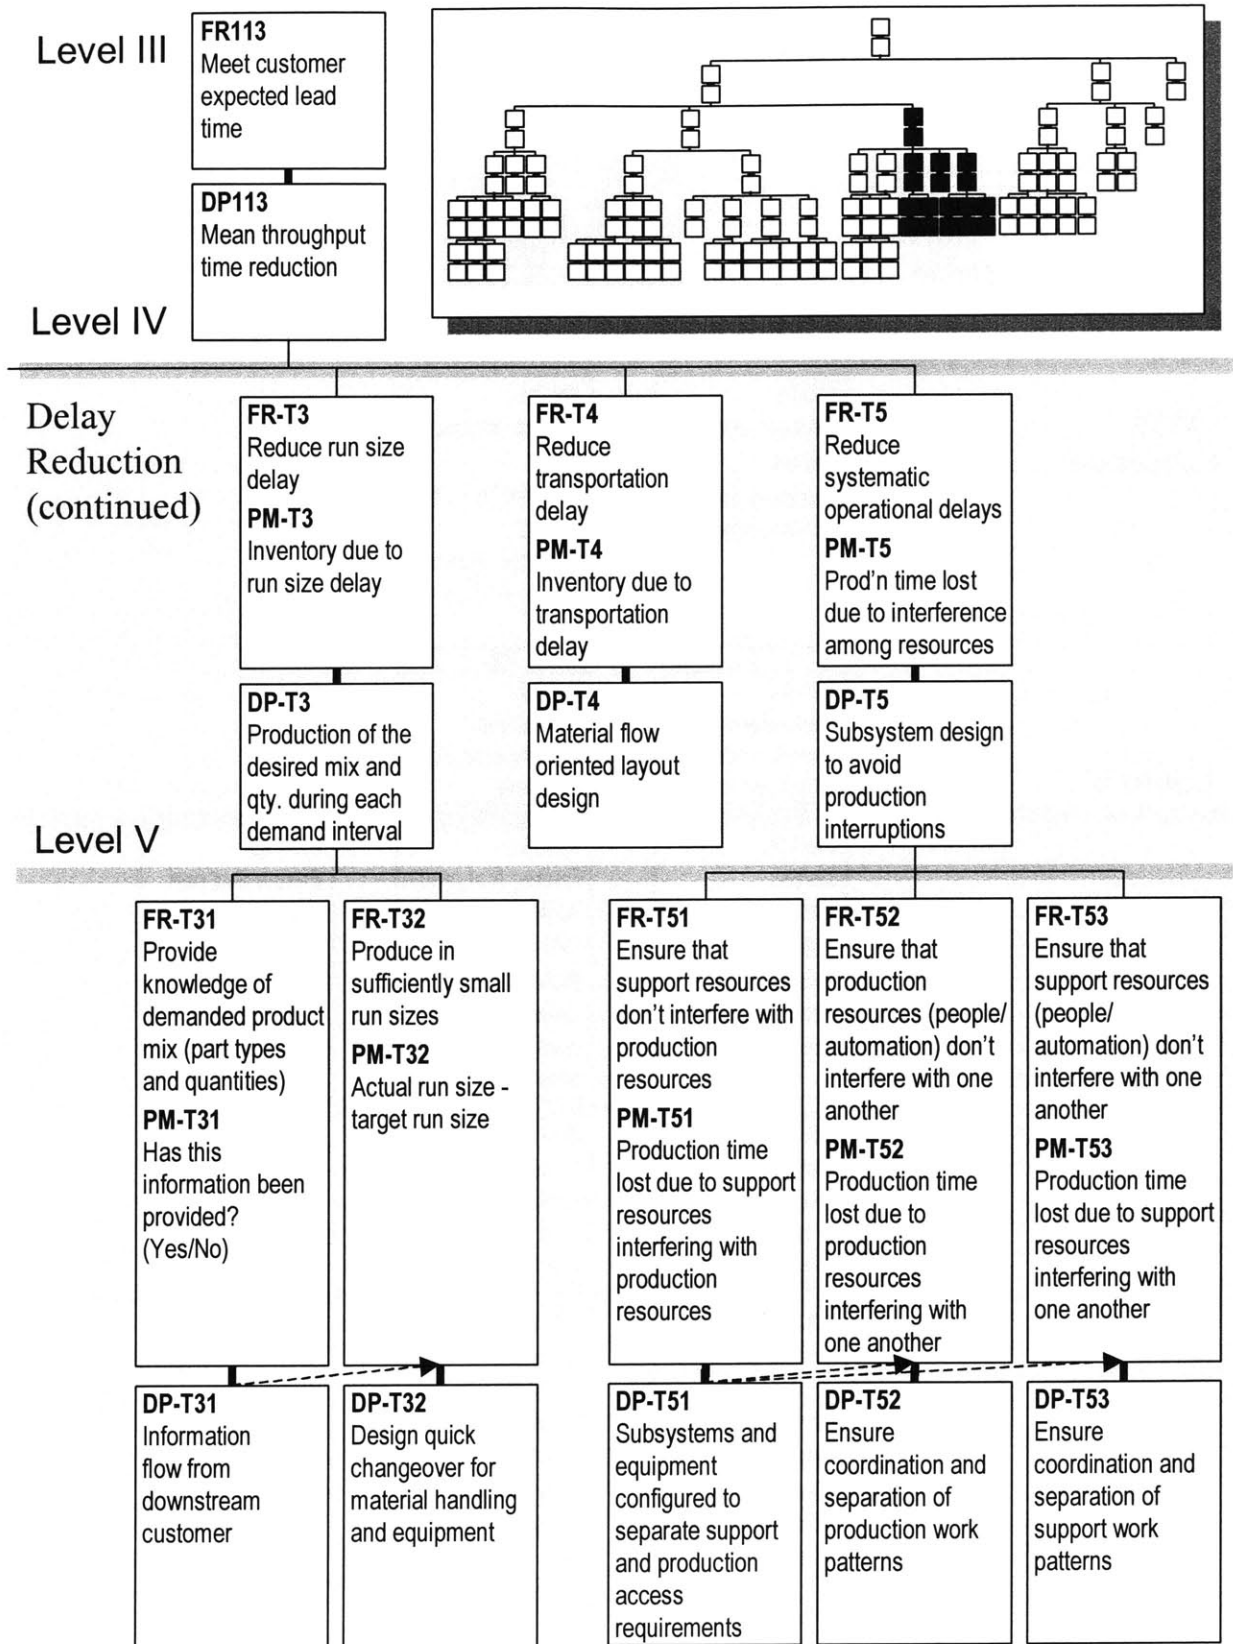 Level III
FR113
Meet customer
expected lead
time
DP113
Mean throughput
time reduction
Level IV
Delay
Reduction
(continued)
FR-T3
Reduce run size
delay
PM-T3
Inventory due to
run size delay
DP-T3
Production of the
desired mix and
qty. during each
demand interval
FR-T4
Reduce
transportation
delay
PM-T4
Inventory due to
transportation
delay
DP-T4
Material flow
oriented layout
design
FR-T5
Reduce
systematic
operational delays
PM-T5
Prod'n time lost
due to interference
among resources
DP-T5
Subsystem design
to avoid
production
interruptions
Level V
FR-T31
Provide
knowledge of
demanded product
mix (part types
and quantities)
PM-T31
Has this
information been
provided?
(Yes/No)
DP-T31
Information
flow from
downstream
customer
FR-T32
Produce in
sufficiently small
run sizes
PM-T32
Actual run size -
target run size
DP-T32
Design quick
changeover for
material handling
and equipment
FR-T51
Ensure that
support resources
don't interfere with
production
resources
PM-T51
Production time
lost due to support
resources
interfering with
production
resources
DP-T51
Subsystems and
equipment
configured to
separate support
and production
access
requirements
FR-T52
Ensure that
production
resources (people/
automation) don't
interfere with one
another
PM-T52
Production time
lost due to
production
resources
interfering with
one another
DP-T52
Ensure
coordination and
separation of
production work
patterns
FR-T53
Ensure that
support resources
(people/
automation) don't
interfere with one
another
PM-T53
Production time
lost due to support
resources
interfering with
one another
DP-T53
Ensure
coordination and
separation of
support work
patterns